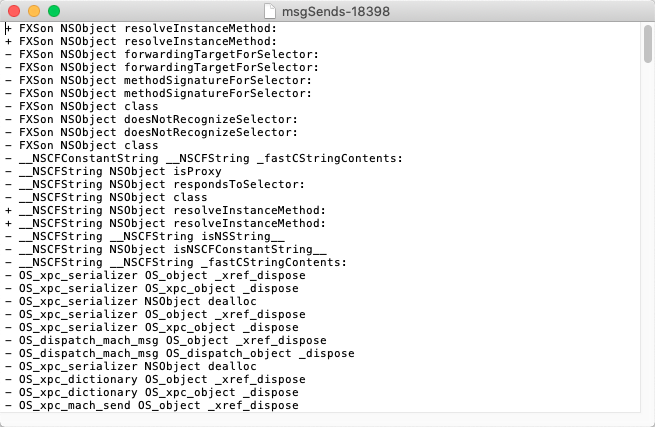 msgSends-18398
+ FXSon NSObject resolveInstanceMethod:
+ FXSon NSObject resolveInstanceMethod:
- FXSon NSObject forwardingTargetForSelector:
- FXSon NSObject forwardingTargetForSelector:
- FXSon NSObject methodSignatureForSelector:
- FXSon NSObject methodSignatureForSelector:
- FXSon NSObject class
- FXSon NSObject doesNotRecognizeSelector:
- FXSon NSObject doesNotRecognizeSelector:
- FXSon NSObject class
- __NSCFConstantString __NSCFString _fastCStringContents:
- __NSCFString NSObject isProxy
- __NSCFString NSObject respondsToSelector:
- __NSCFString NSObject class
+ __NSCFString NSObject resolveInstanceMethod:
+ __NSCFString NSObject resolveInstanceMethod:
- __NSCFString __NSCFString isNSString__
- __NSCFString NSObject isNSCFConstantString__
- __NSCFString __NSCFString _fastCStringContents:
- OS_xpc_serializer OS_object _xref_dispose
- OS_xpc_serializer OS_xpc_object _dispose
- OS_xpc_serializer NSObject dealloc
- OS_xpc_serializer OS_object _xref_dispose
- OS_xpc_serializer OS_xpc_object _dispose
- OS_dispatch_mach_msg OS_object _xref_dispose
- OS_dispatch_mach_msg OS_dispatch_object _dispose
- OS_xpc_serializer NSObject dealloc
- OS_xpc_dictionary OS_object _xref_dispose
- OS_xpc_dictionary OS_xpc_object _dispose
- OS_xpc_mach_send OS_object _xref_dispose